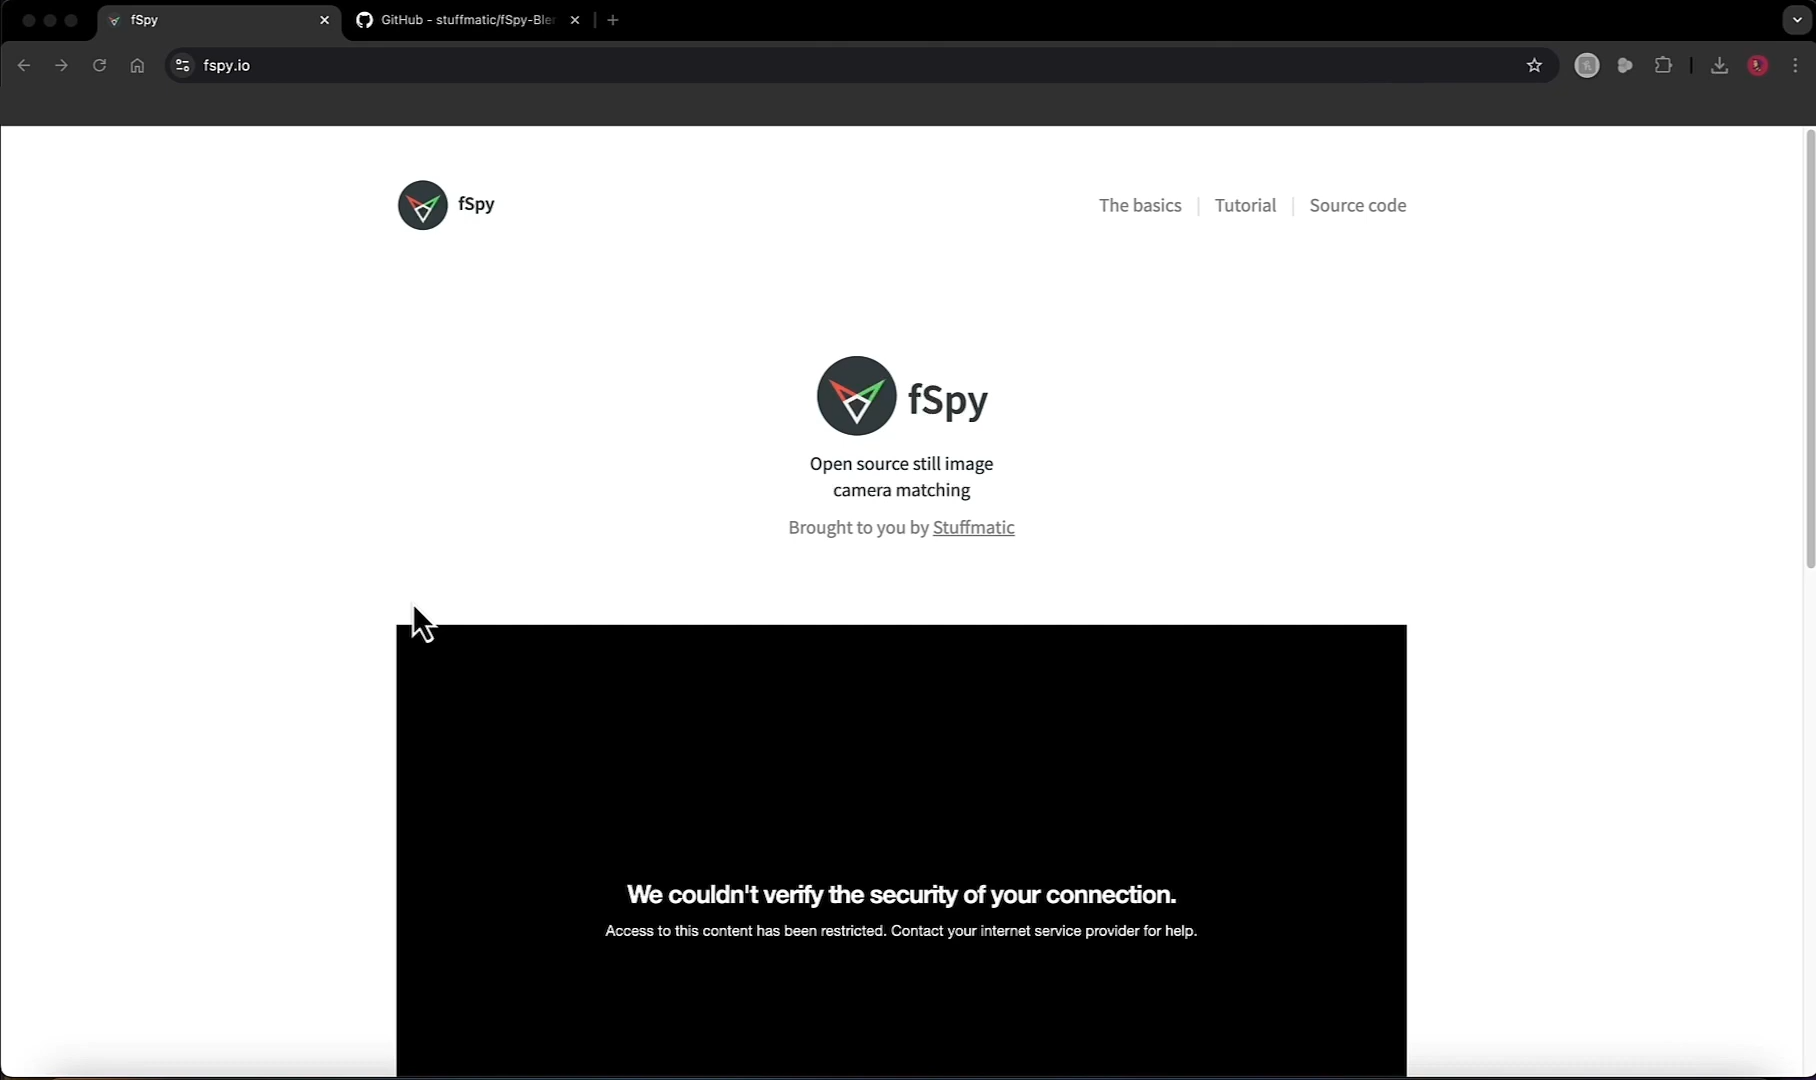 fSpy
GitHub - stuffmatic/fSpy-Ble
fspy.io
fSpy
The basics
Tutorial
Source code
fSpy
Open source still image
camera matching
Brought to you by Stuffmatic
We couldn't verify the security of your connection.
Access to this content has been restricted. Contact your internet service provider for help.